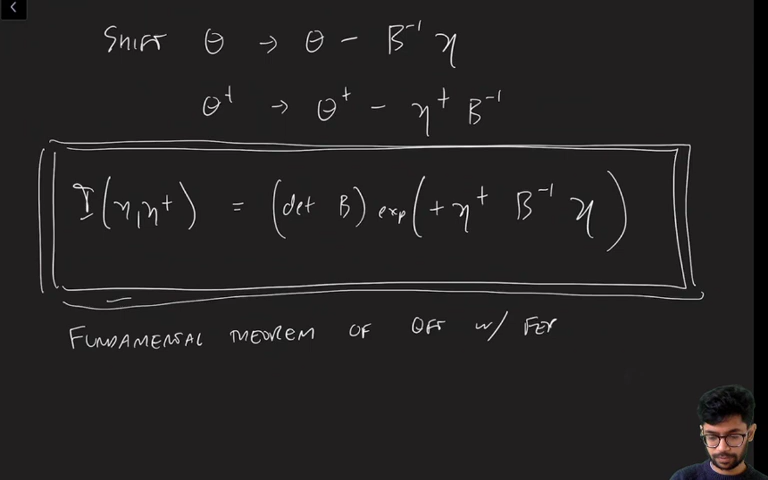 SHIFT θ → θ - B⁻¹ η
θ† → θ† - η† B⁻¹
I(η,η†) = (det B) exp(+ η† B⁻¹ η)
FUNDAMENTAL THEOREM OF QFT w/ FER